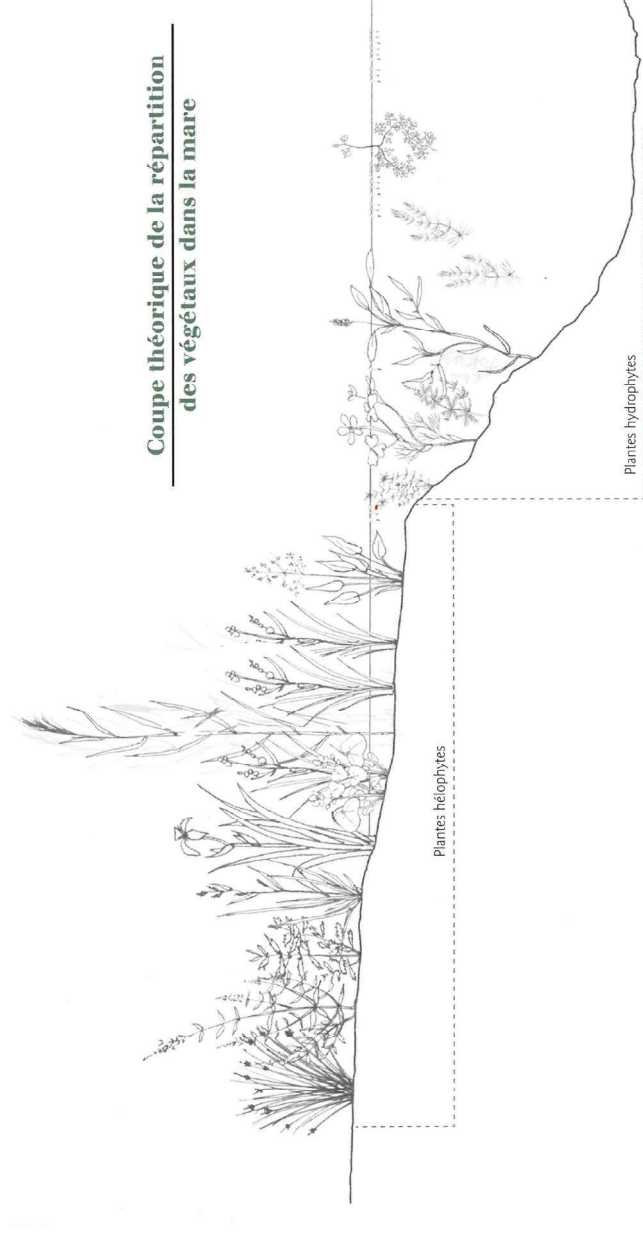 Coupe théorique de la répartition
des végétaux dans la mare
Plantes hélophytes
Plantes hydrophytes